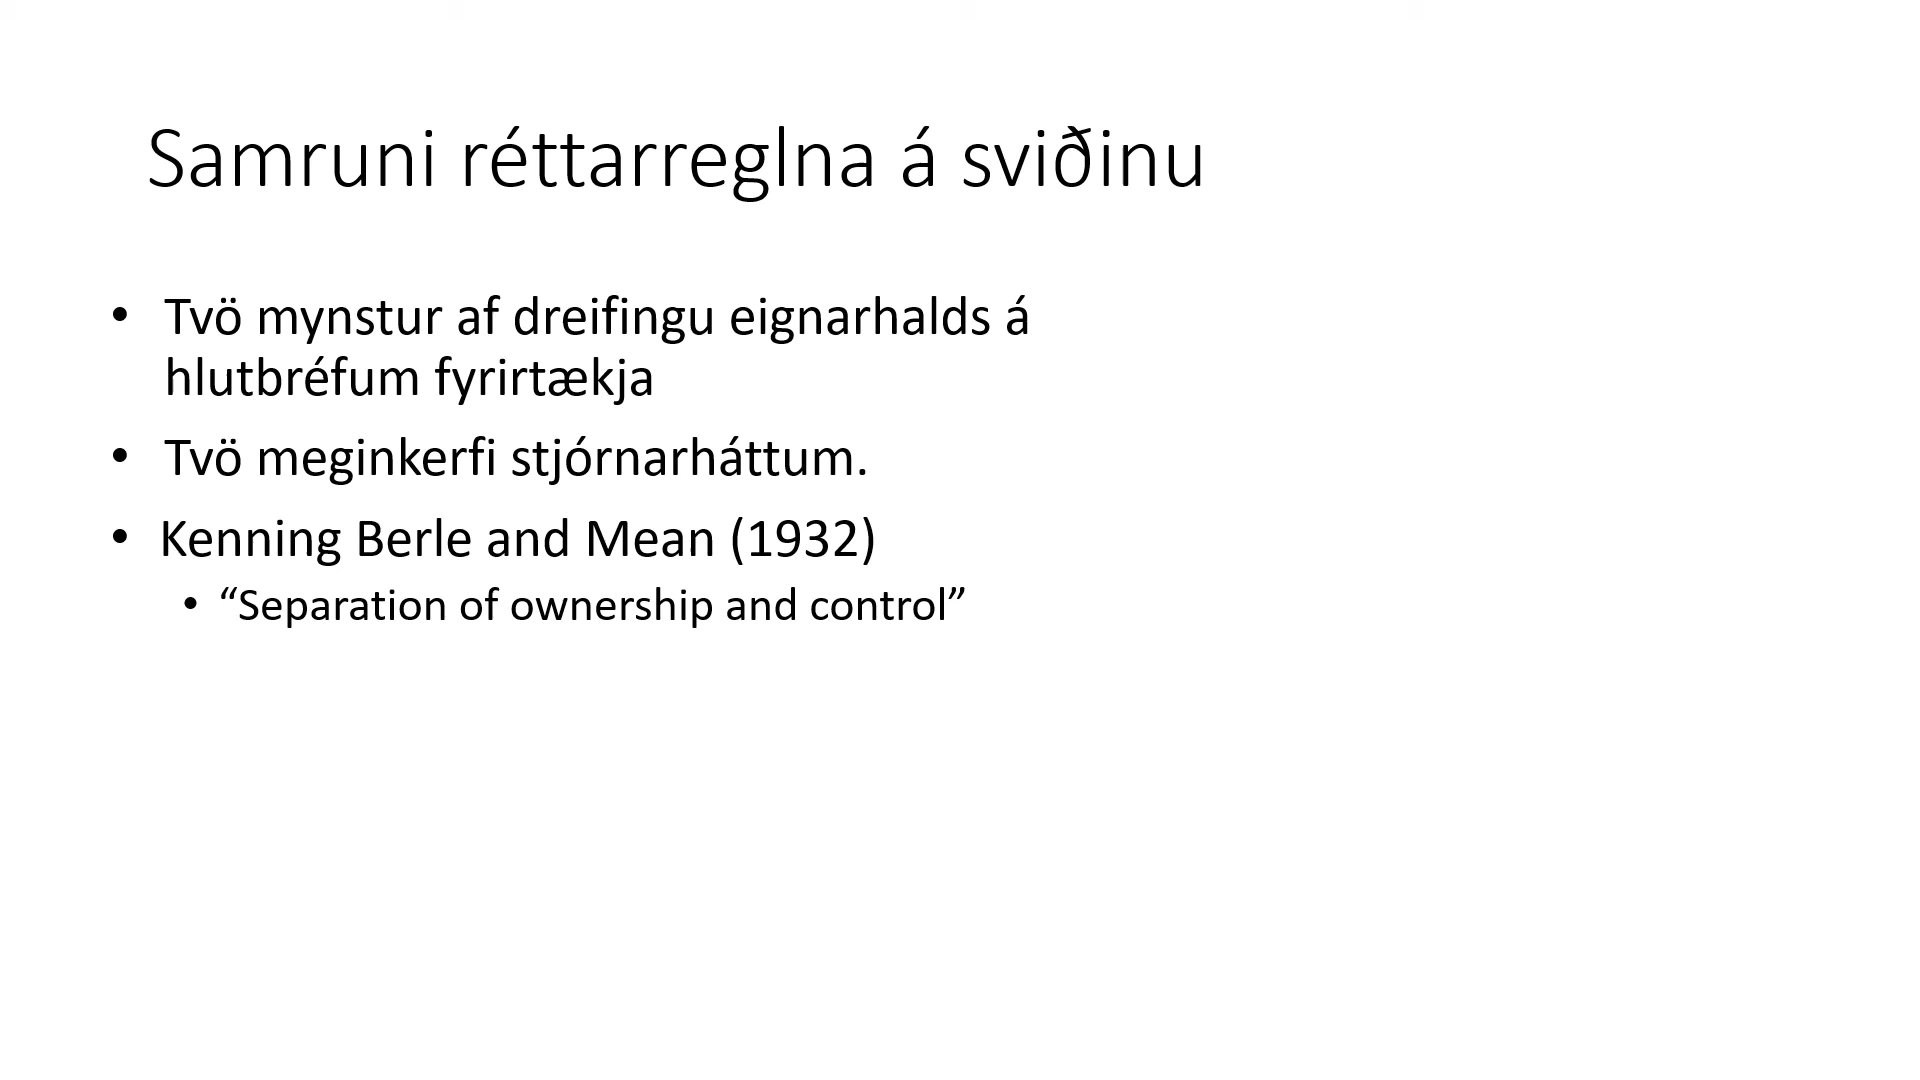 Samruni réttarreglna á sviðinu
• Tvö mynstur af dreifingu eignarhalds á
hlutbréfum fyrirtækja
• Tvö meginkerfi stjórnarháttum.
• Kenning Berle and Mean (1932)
• “Separation of ownership and control”